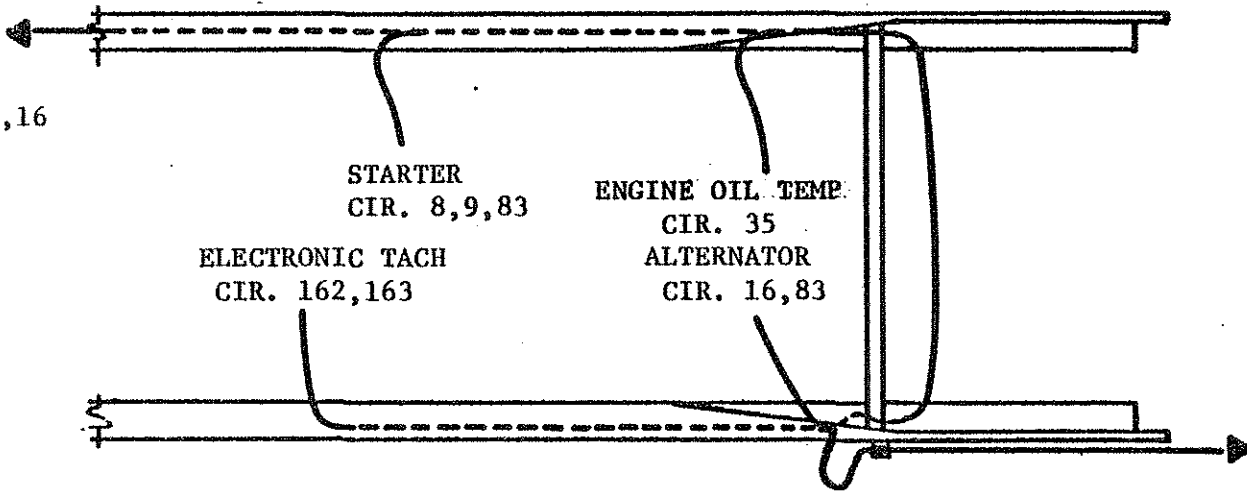 ,16
STARTER
CIR. 8,9,83
ENGINE OIL TEMP.
CIR. 35
ELECTRONIC TACH
CIR. 162,163
ALTERNATOR
CIR. 16,83